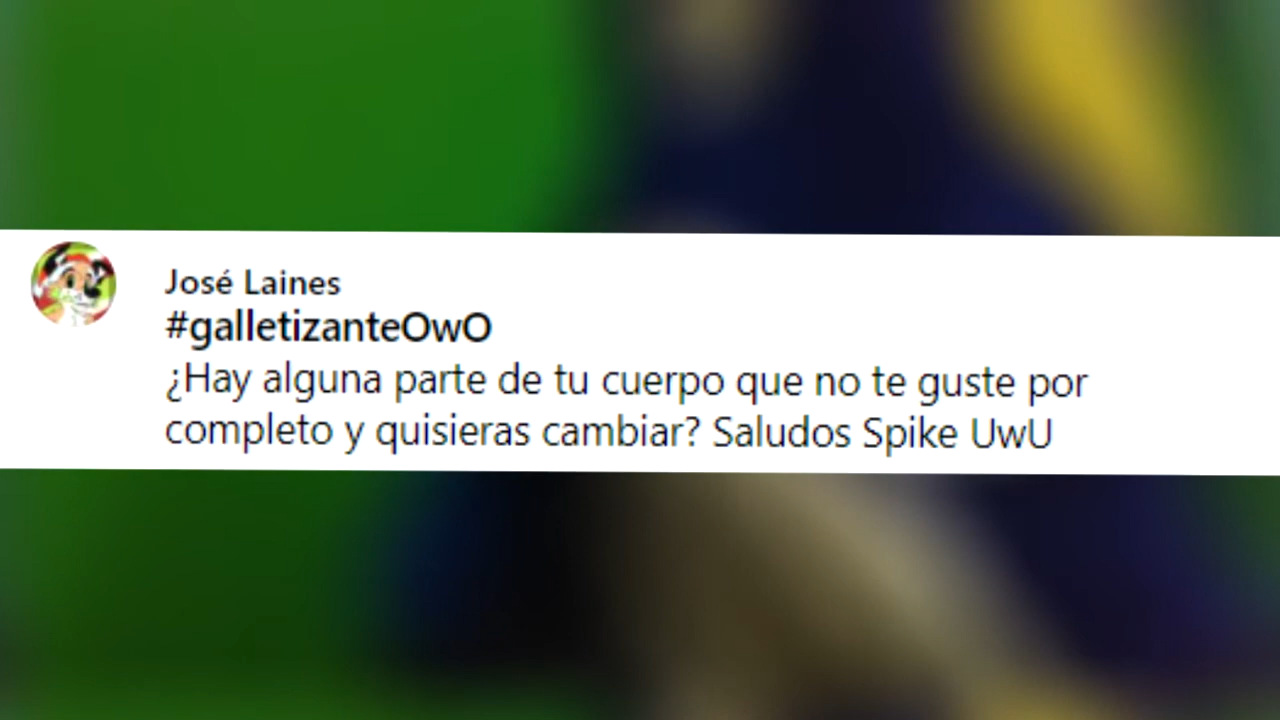 José Laines
#galletizanteOwO
¿Hay alguna parte de tu cuerpo que no te guste por
completo y quisieras cambiar? Saludos Spike UwU